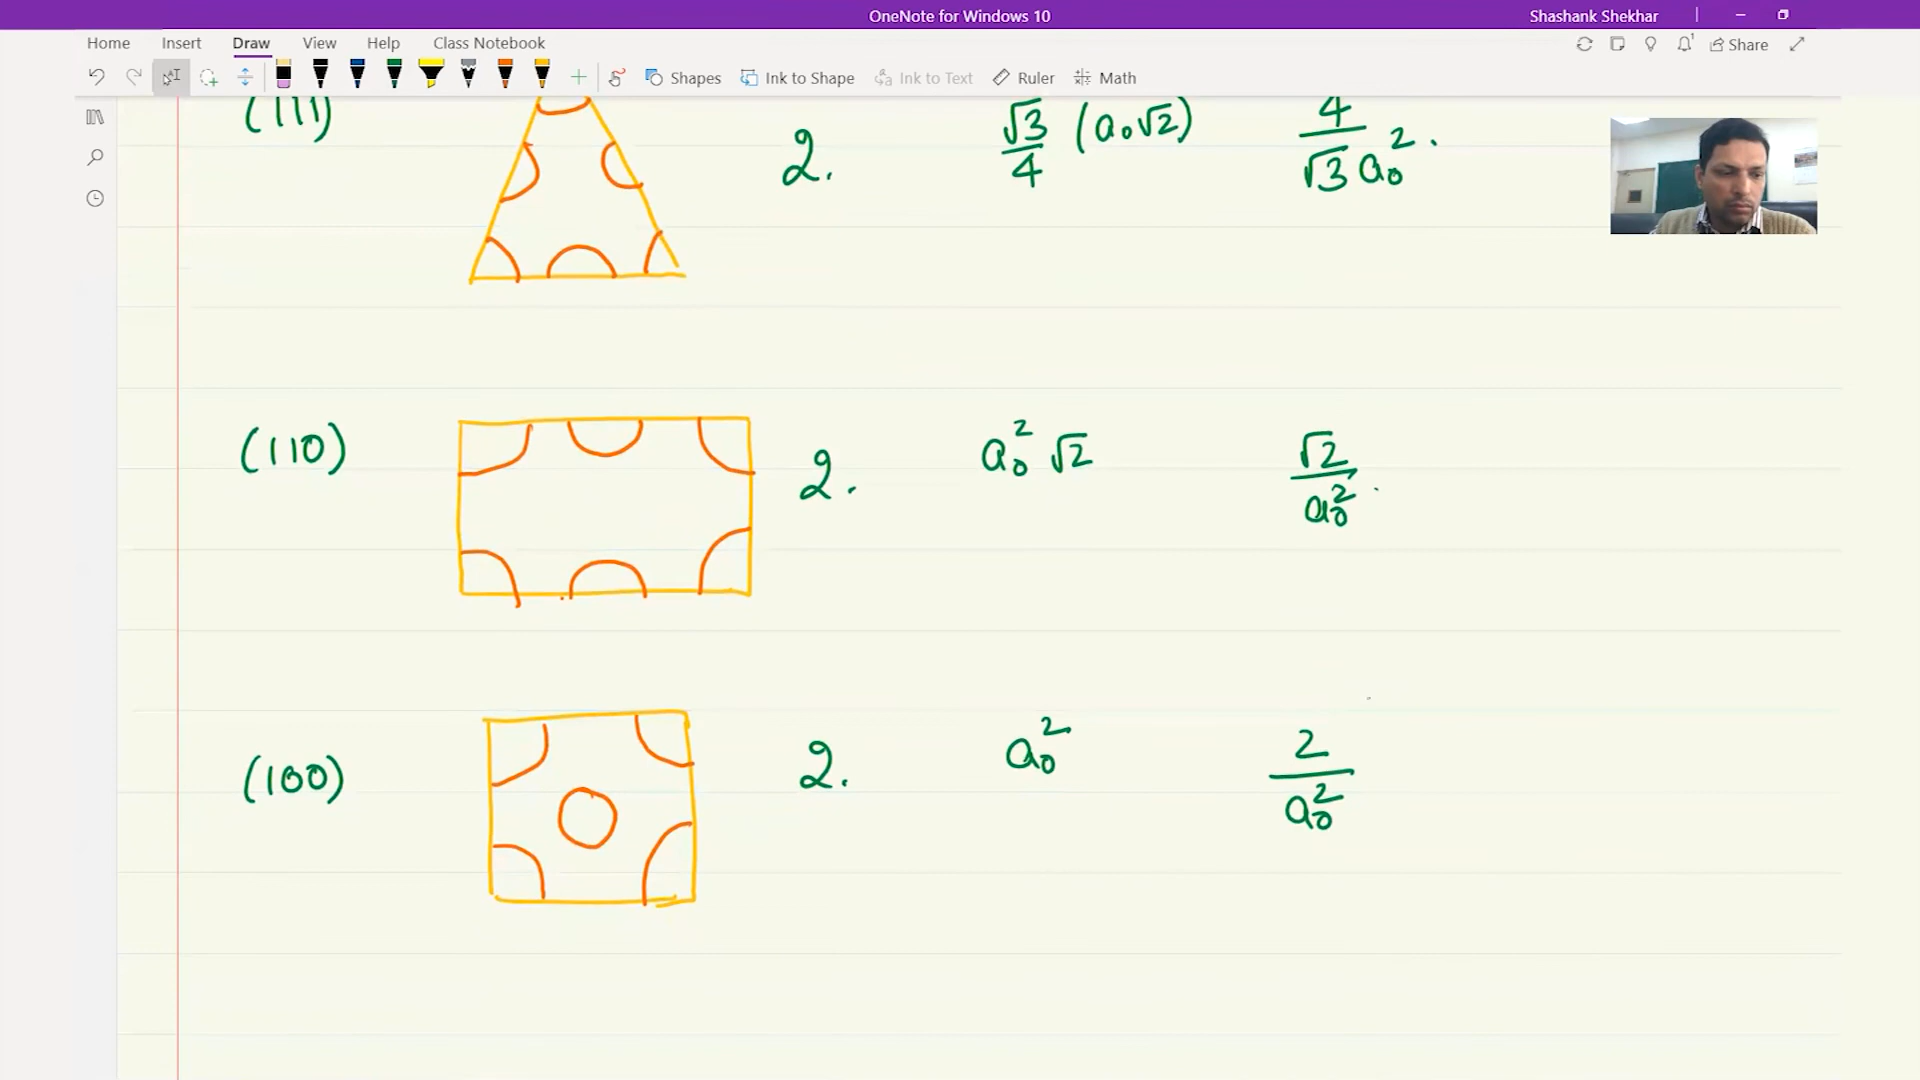 OneNote for Windows 10
Shashank Shekhar
Home Insert Draw View Help Class Notebook
Share
Shapes Ink to Shape Ink to Text Ruler Math
(111) 2. √3/4 (a₀√2) 4/√3 a₀².
(110) 2. a₀² √2 √2/a₀².
(100) 2. a₀² 2/a₀²